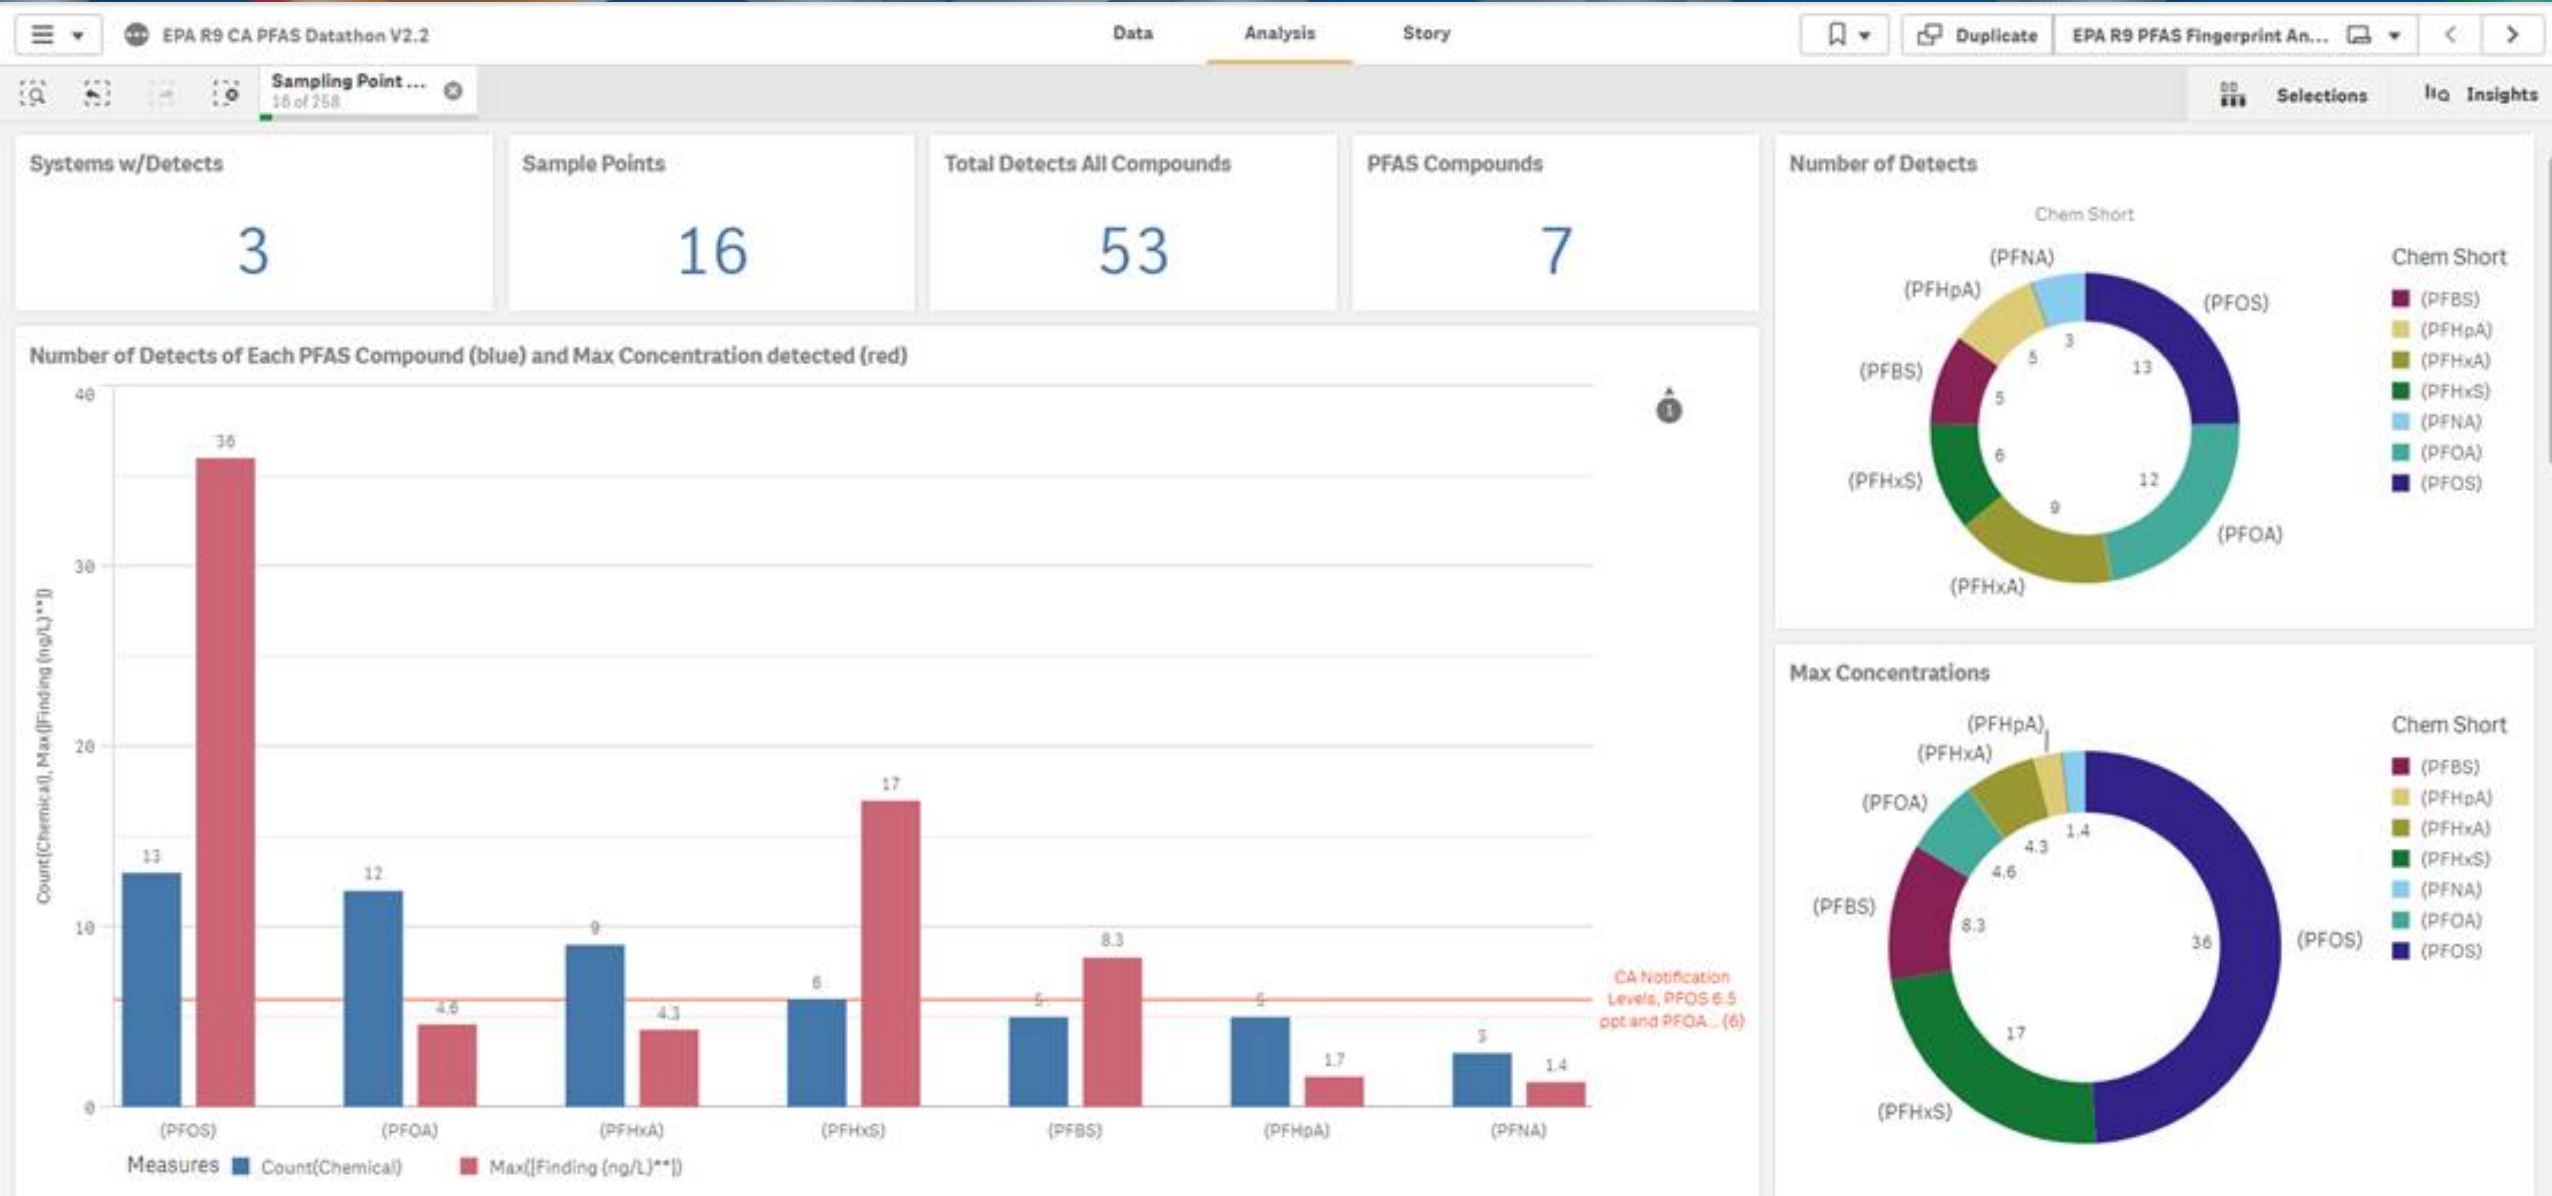 EPA R9 CA PFAS Datathon V2.2
Data
Analysis
Story
Duplicate
EPA R9 PFAS Fingerprint An...
Sampling Point ...
16 of 258
Selections
Insights
Systems w/Detects
3
Sample Points
16
Total Detects All Compounds
53
PFAS Compounds
7
Number of Detects of Each PFAS Compound (blue) and Max Concentration detected (red)
Count(Chemical), Max([Finding (ng/L)**])
40
30
20
10
0
1
13
36
12
4.6
9
4.3
6
17
5
8.3
5
1.7
3
1.4
CA Notification
Levels, PFOS 6.5
ppt and PFOA... (6)
(PFOS)
(PFOA)
(PFHxA)
(PFHxS)
(PFBS)
(PFHpA)
(PFNA)
Measures
Count(Chemical)
Max([Finding (ng/L)**])
Number of Detects
Chem Short
(PFNA)
(PFHpA)
(PFOS)
(PFBS)
(PFHxS)
(PFOA)
(PFHxA)
3
5
13
5
6
12
9
Chem Short
(PFBS)
(PFHpA)
(PFHxA)
(PFHxS)
(PFNA)
(PFOA)
(PFOS)
Max Concentrations
(PFHpA)
(PFHxA)
(PFOA)
(PFBS)
(PFOS)
(PFHxS)
1.4
4.3
4.6
8.3
36
17
Chem Short
(PFBS)
(PFHpA)
(PFHxA)
(PFHxS)
(PFNA)
(PFOA)
(PFOS)